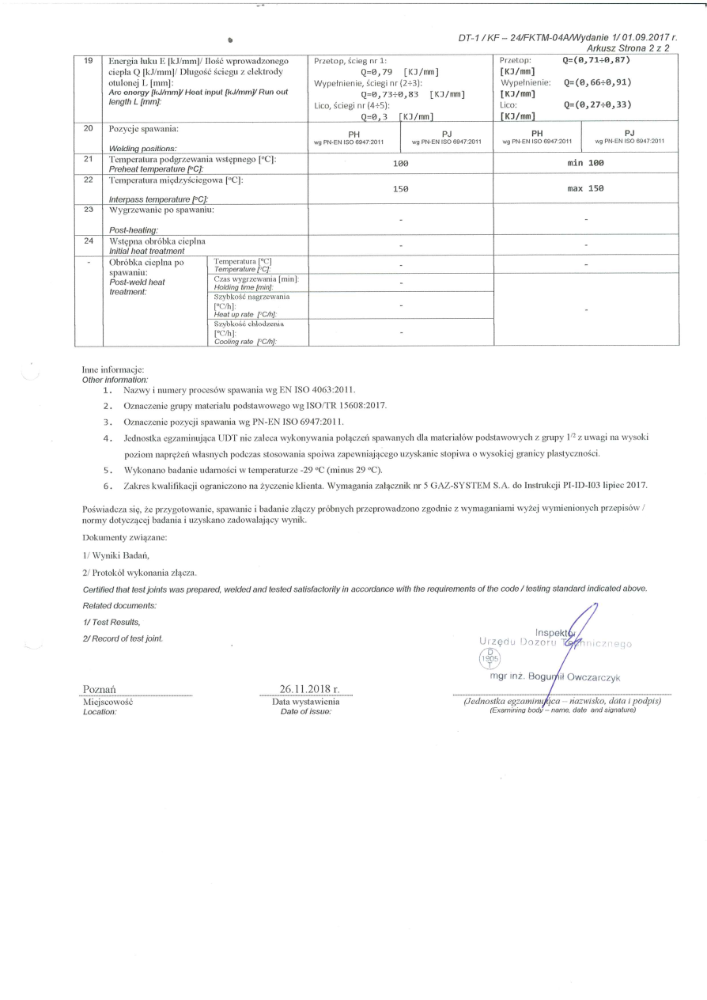 DT-1 / KF – 24/FKTM-04A/Wydanie 1/ 01.09.2017 r.
Arkusz Strona 2 z 2
19
Energia łuku E [kJ/mm]/ Ilość wprowadzonego
ciepła Q [kJ/mm]/ Długość ściegu z elektrody
otulonej L [mm]:
Arc energy [kJ/mm]/ Heat input [kJ/mm]/ Run out
length L [mm]:
Przetop, ścieg nr 1:
Q=0,79 [KJ/mm]
Wypełnienie, ściegi nr (2÷3):
Q=0,73÷0,83 [KJ/mm]
Lico, ściegi nr (4÷5):
Q=0,3 [KJ/mm]
Przetop: Q=(0,71÷0,87)
[KJ/mm]
Wypełnienie: Q=(0,66÷0,91)
[KJ/mm]
Lico: Q=(0,27÷0,33)
[KJ/mm]
20
Pozycje spawania:
Welding positions:
PH
wg PN-EN ISO 6947:2011
PJ
wg PN-EN ISO 6947:2011
PH
wg PN-EN ISO 6947:2011
PJ
wg PN-EN ISO 6947:2011
21
Temperatura podgrzewania wstępnego [ºC]:
Preheat temperature [ºC]:
100
min 100
22
Temperatura międzyściegowa [ºC]:
Interpass temperature [ºC]:
150
max 150
23
Wygrzewanie po spawaniu:
Post-heating:
-
-
24
Wstępna obróbka cieplna
Initial heat treatment
-
-
-
Obróbka cieplna po
spawaniu:
Post-weld heat
treatment:
Temperatura [ºC]
Temperature [ºC]:
-
-
Czas wygrzewania [min]:
Holding time [min]:
-
Szybkość nagrzewania
[ºC/h]:
Heat up rate [ºC/h]:
-
-
Szybkość chłodzenia
[ºC/h]:
Cooling rate [ºC/h]:
-
Inne informacje:
Other information:
1. Nazwy i numery procesów spawania wg EN ISO 4063:2011.
2. Oznaczenie grupy materiału podstawowego wg ISO/TR 15608:2017.
3. Oznaczenie pozycji spawania wg PN-EN ISO 6947:2011.
4. Jednostka egzaminująca UDT nie zaleca wykonywania połączeń spawanych dla materiałów podstawowych z grupy 1/2 z uwagi na wysoki
poziom naprężeń własnych podczas stosowania spoiwa zapewniającego uzyskanie stopiwa o wysokiej granicy plastyczności.
5. Wykonano badanie udarności w temperaturze -29 ºC (minus 29 ºC).
6. Zakres kwalifikacji ograniczono na życzenie klienta. Wymagania załącznik nr 5 GAZ-SYSTEM S.A. do Instrukcji PI-ID-I03 lipiec 2017.
Poświadcza się, że przygotowanie, spawanie i badanie złączy próbnych przeprowadzono zgodnie z wymaganiami wyżej wymienionych przepisów /
normy dotyczącej badania i uzyskano zadowalający wynik.
Dokumenty związane:
1/ Wyniki Badań,
2/ Protokół wykonania złącza.
Certified that test joints was prepared, welded and tested satisfactorily in accordance with the requirements of the code / testing standard indicated above.
Related documents:
1/ Test Results,
2/ Record of test joint.
Inspektor
Urzędu Dozoru Technicznego
D
1905
T
mgr inż. Bogumił Owczarczyk
Poznań
Miejscowość
Location:
26.11.2018 r.
Data wystawienia
Date of issue:
(Jednostka egzaminująca – nazwisko, data i podpis)
(Examining body – name, date and signature)